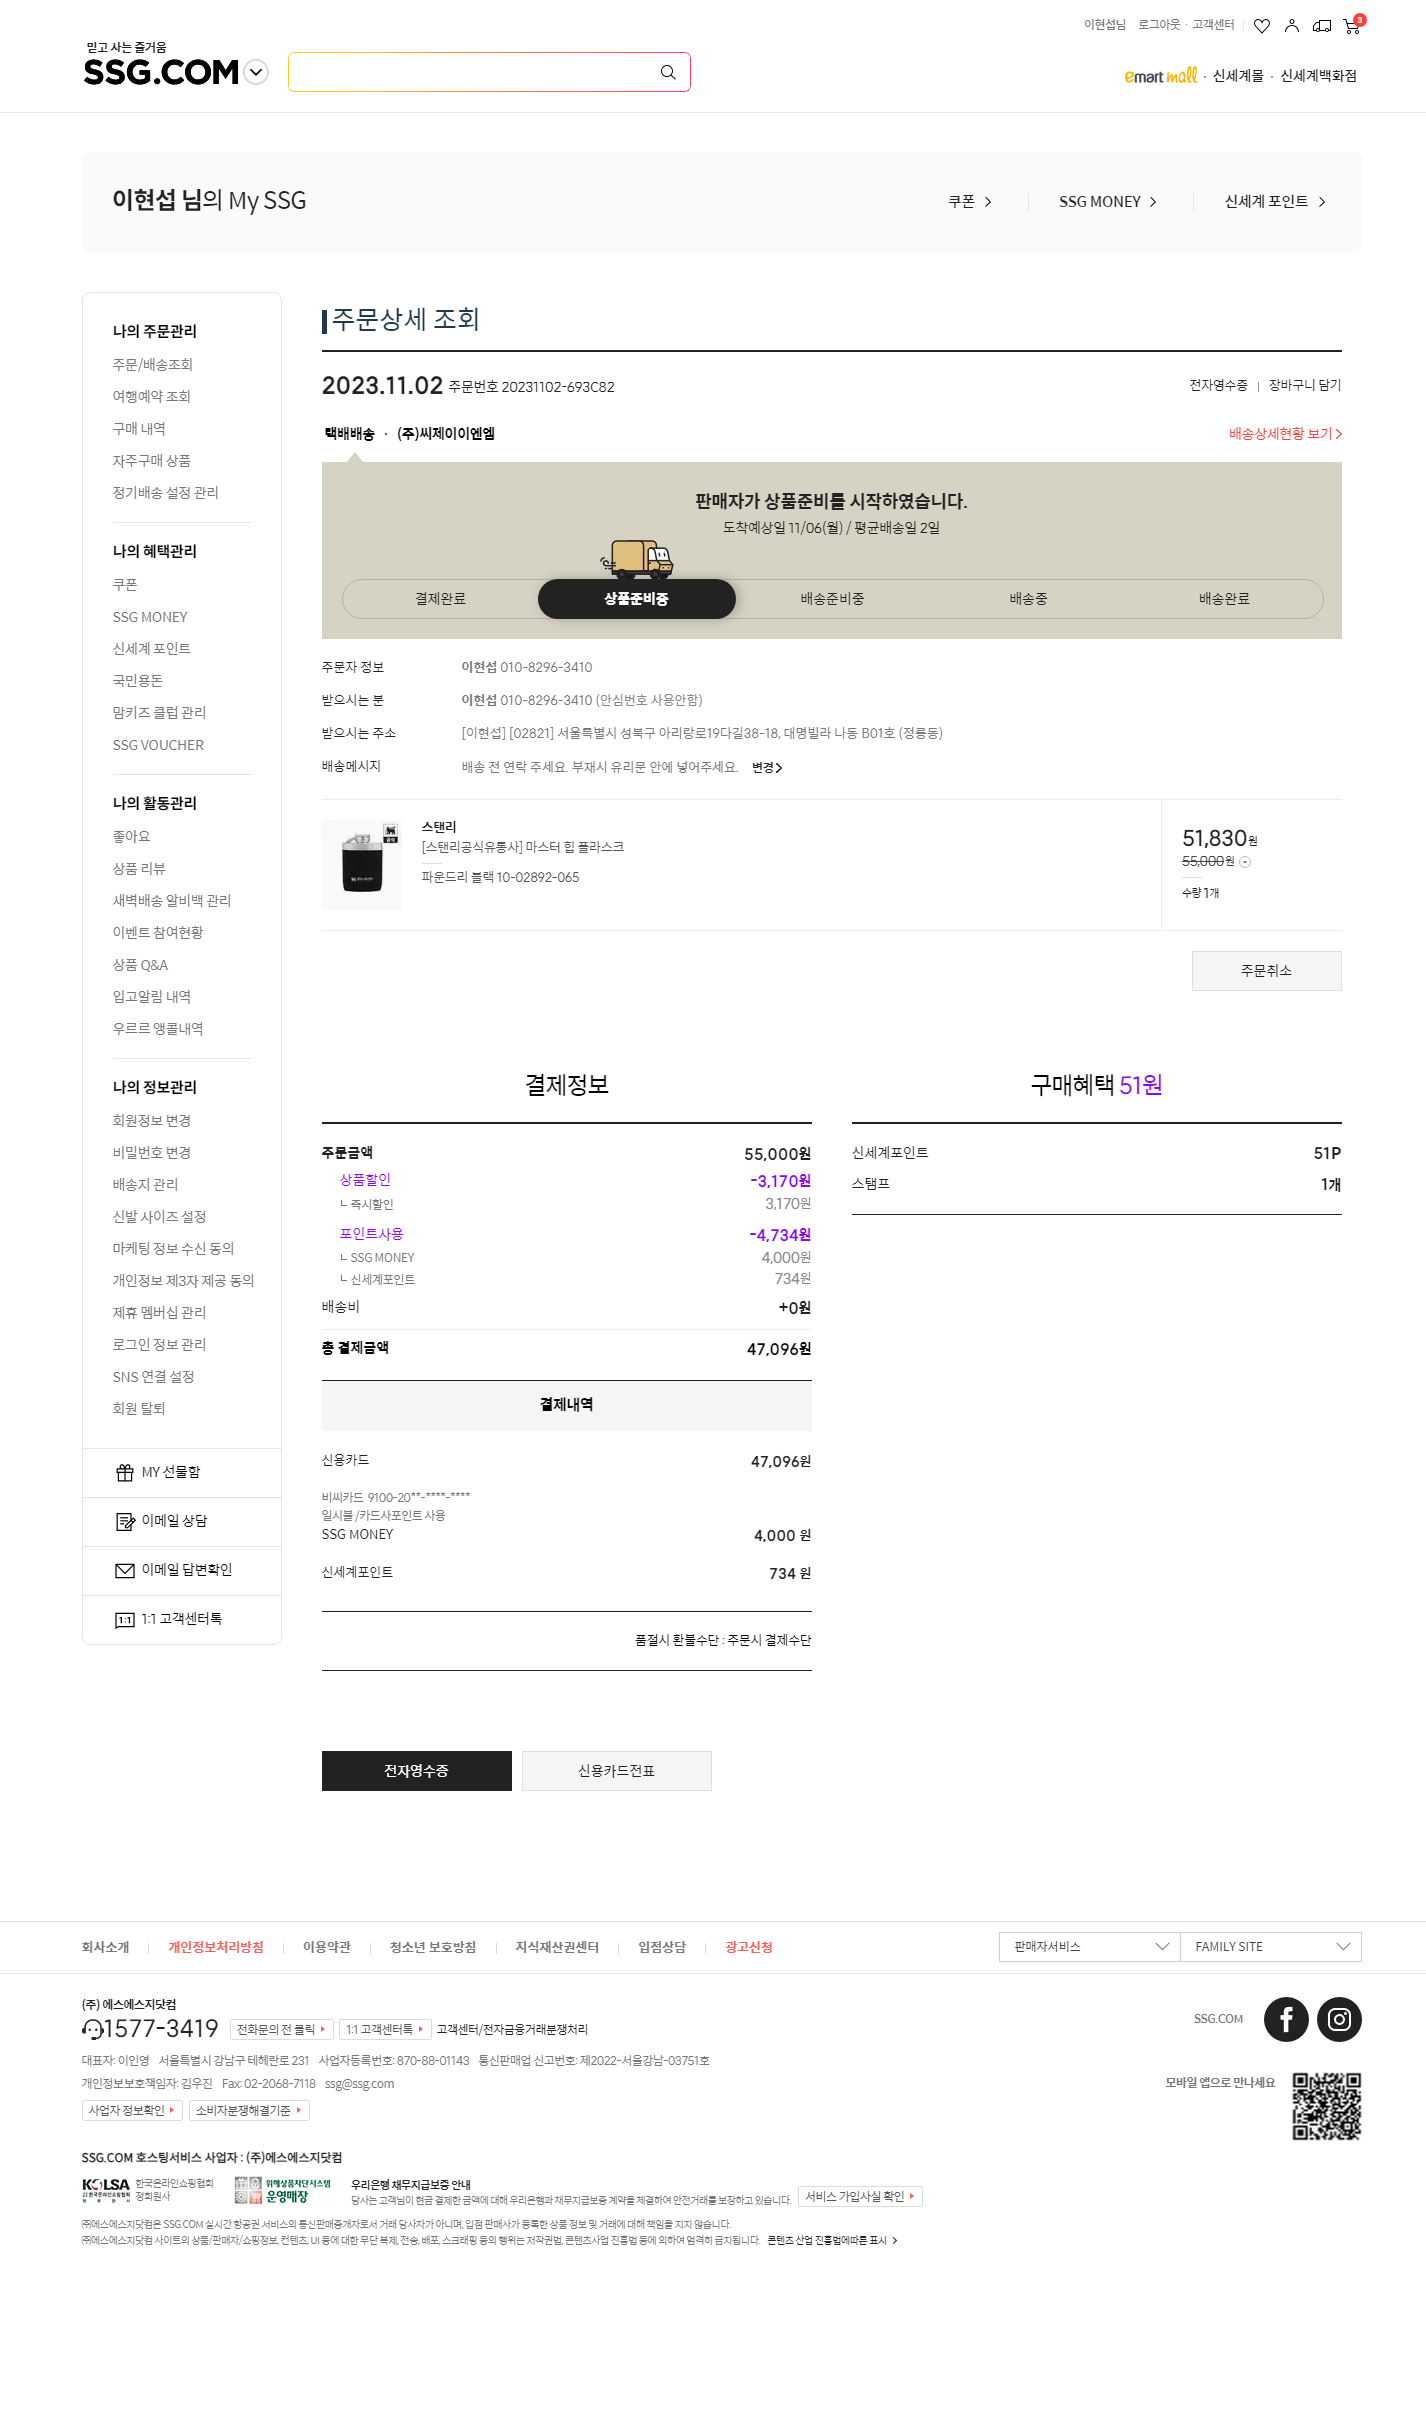 이현섭님 로그아웃 · 고객센터 3
믿고 사는 즐거움
SSG.COM
emart mall · 신세계몰 · 신세계백화점
이현섭 님의 My SSG
쿠폰 SSG MONEY 신세계 포인트
나의 주문관리
주문/배송조회
여행예약 조회
구매 내역
자주구매 상품
정기배송 설정 관리
나의 혜택관리
쿠폰
SSG MONEY
신세계 포인트
국민용돈
맘키즈 클럽 관리
SSG VOUCHER
나의 활동관리
좋아요
상품 리뷰
새벽배송 알비백 관리
이벤트 참여현황
상품 Q&A
입고알림 내역
우르르 앵콜내역
나의 정보관리
회원정보 변경
비밀번호 변경
배송지 관리
신발 사이즈 설정
마케팅 정보 수신 동의
개인정보 제3자 제공 동의
제휴 멤버십 관리
로그인 정보 관리
SNS 연결 설정
회원 탈퇴
MY 선물함
이메일 상담
이메일 답변확인
1:1 고객센터톡
주문상세 조회
2023.11.02 주문번호 20231102-693C82
전자영수증 | 장바구니 담기
택배배송 · (주)씨제이이엔엠
배송상세현황 보기
판매자가 상품준비를 시작하였습니다.
도착예상일 11/06(월) / 평균배송일 2일
결제완료 상품준비중 배송준비중 배송중 배송완료
주문자 정보 이현섭 010-8296-3410
받으시는 분 이현섭 010-8296-3410 (안심번호 사용안함)
받으시는 주소 [이현섭] [02821] 서울특별시 성북구 아리랑로19다길38-18, 대명빌라 나동 B01호 (정릉동)
배송메시지 배송 전 연락 주세요. 부재시 유리문 안에 넣어주세요. 변경
스탠리
[스탠리공식유통사] 마스터 힙 플라스크
파운드리 블랙 10-02892-065
51,830원
55,000원
수량 1개
주문취소
결제정보
주문금액 55,000원
상품할인 -3,170원
ㄴ 즉시할인 3,170원
포인트사용 -4,734원
ㄴ SSG MONEY 4,000원
ㄴ 신세계포인트 734원
배송비 +0원
총 결제금액 47,096원
결제내역
신용카드 47,096원
비씨카드 9100-20**-****-****
일시불 /카드사포인트 사용
SSG MONEY 4,000 원
신세계포인트 734 원
품절시 환불수단 : 주문시 결제수단
구매혜택 51원
신세계포인트 51P
스탬프 1개
전자영수증 신용카드전표
회사소개 개인정보처리방침 이용약관 청소년 보호방침 지식재산권센터 입점상담 광고신청
판매자서비스 FAMILY SITE
(주) 에스에스지닷컴
1577-3419 전화문의 전 클릭 1:1 고객센터톡 고객센터/전자금융거래분쟁처리
대표자: 이인영 서울특별시 강남구 테헤란로 231 사업자등록번호: 870-88-01143 통신판매업 신고번호: 제2022-서울강남-03751호
개인정보보호책임자: 김우진 Fax: 02-2068-7118 ssg@ssg.com
사업자 정보확인 소비자분쟁해결기준
SSG.COM
모바일 앱으로 만나세요
SSG.COM 호스팅서비스 사업자 : (주)에스에스지닷컴
KOLSA
한국온라인쇼핑협회
정회원사
위해상품차단시스템
운영매장
우리은행 채무지급보증 안내
당사는 고객님이 현금 결제한 금액에 대해 우리은행과 채무지급보증 계약을 체결하여 안전거래를 보장하고 있습니다. 서비스 가입사실 확인
㈜에스에스지닷컴은 SSG.COM 실시간 항공권 서비스의 통신판매중개자로서 거래 당사자가 아니며, 입점 판매사가 등록한 상품 정보 및 거래에 대해 책임을 지지 않습니다.
㈜에스에스지닷컴 사이트의 상품/판매자/쇼핑정보, 컨텐츠, UI 등에 대한 무단 복제, 전송, 배포, 스크래핑 등의 행위는 저작권법, 콘텐츠사업 진흥법 등에 의하여 엄격히 금지됩니다. 콘텐츠 산업 진흥법에따른 표시